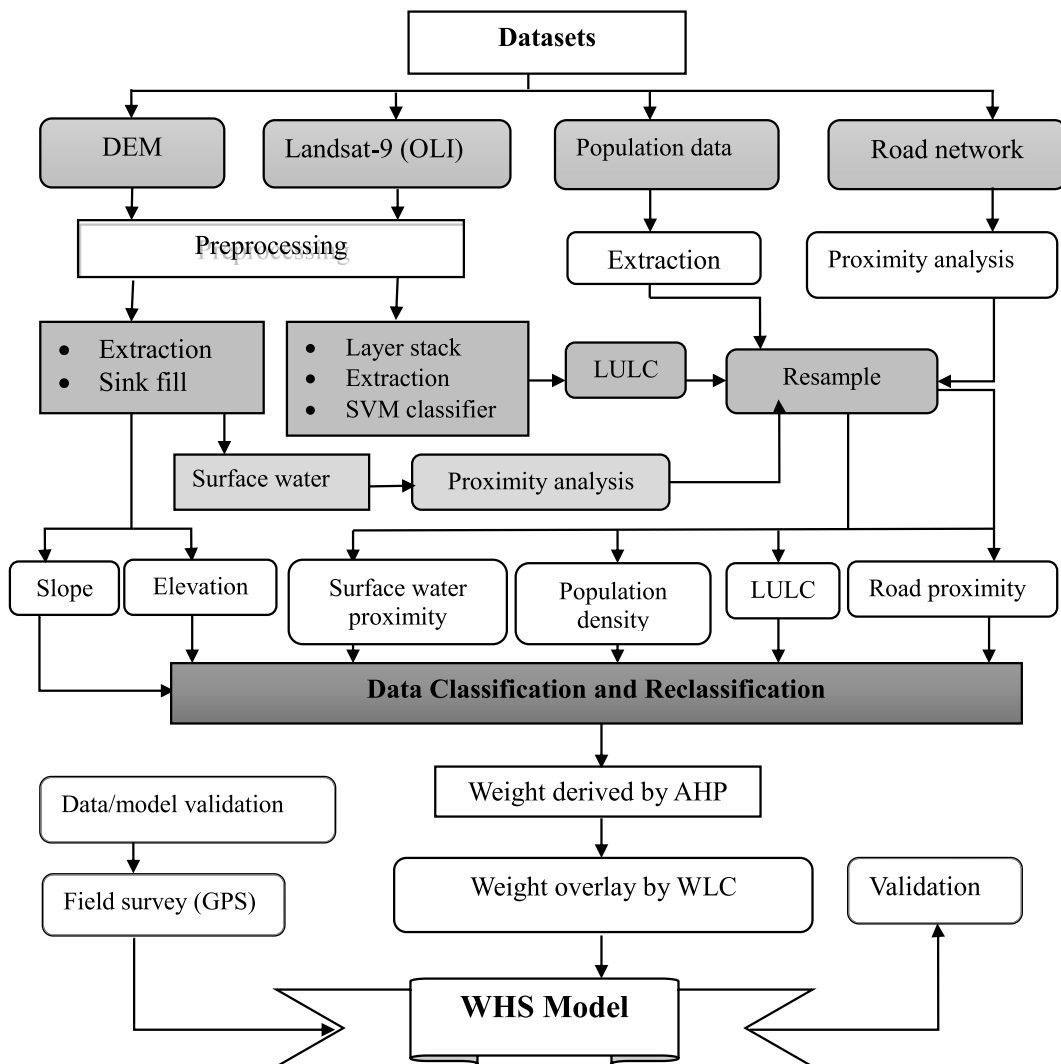 Datasets
DEM
Landsat-9 (OLI)
Population data
Road network
Preprocessing
Extraction
Proximity analysis
• Extraction
• Sink fill
• Layer stack
• Extraction
• SVM classifier
LULC
Resample
Surface water
Proximity analysis
Slope
Elevation
Surface water
proximity
Population
density
LULC
Road proximity
Data Classification and Reclassification
Weight derived by AHP
Data/model validation
Weight overlay by WLC
Field survey (GPS)
Validation
WHS Model